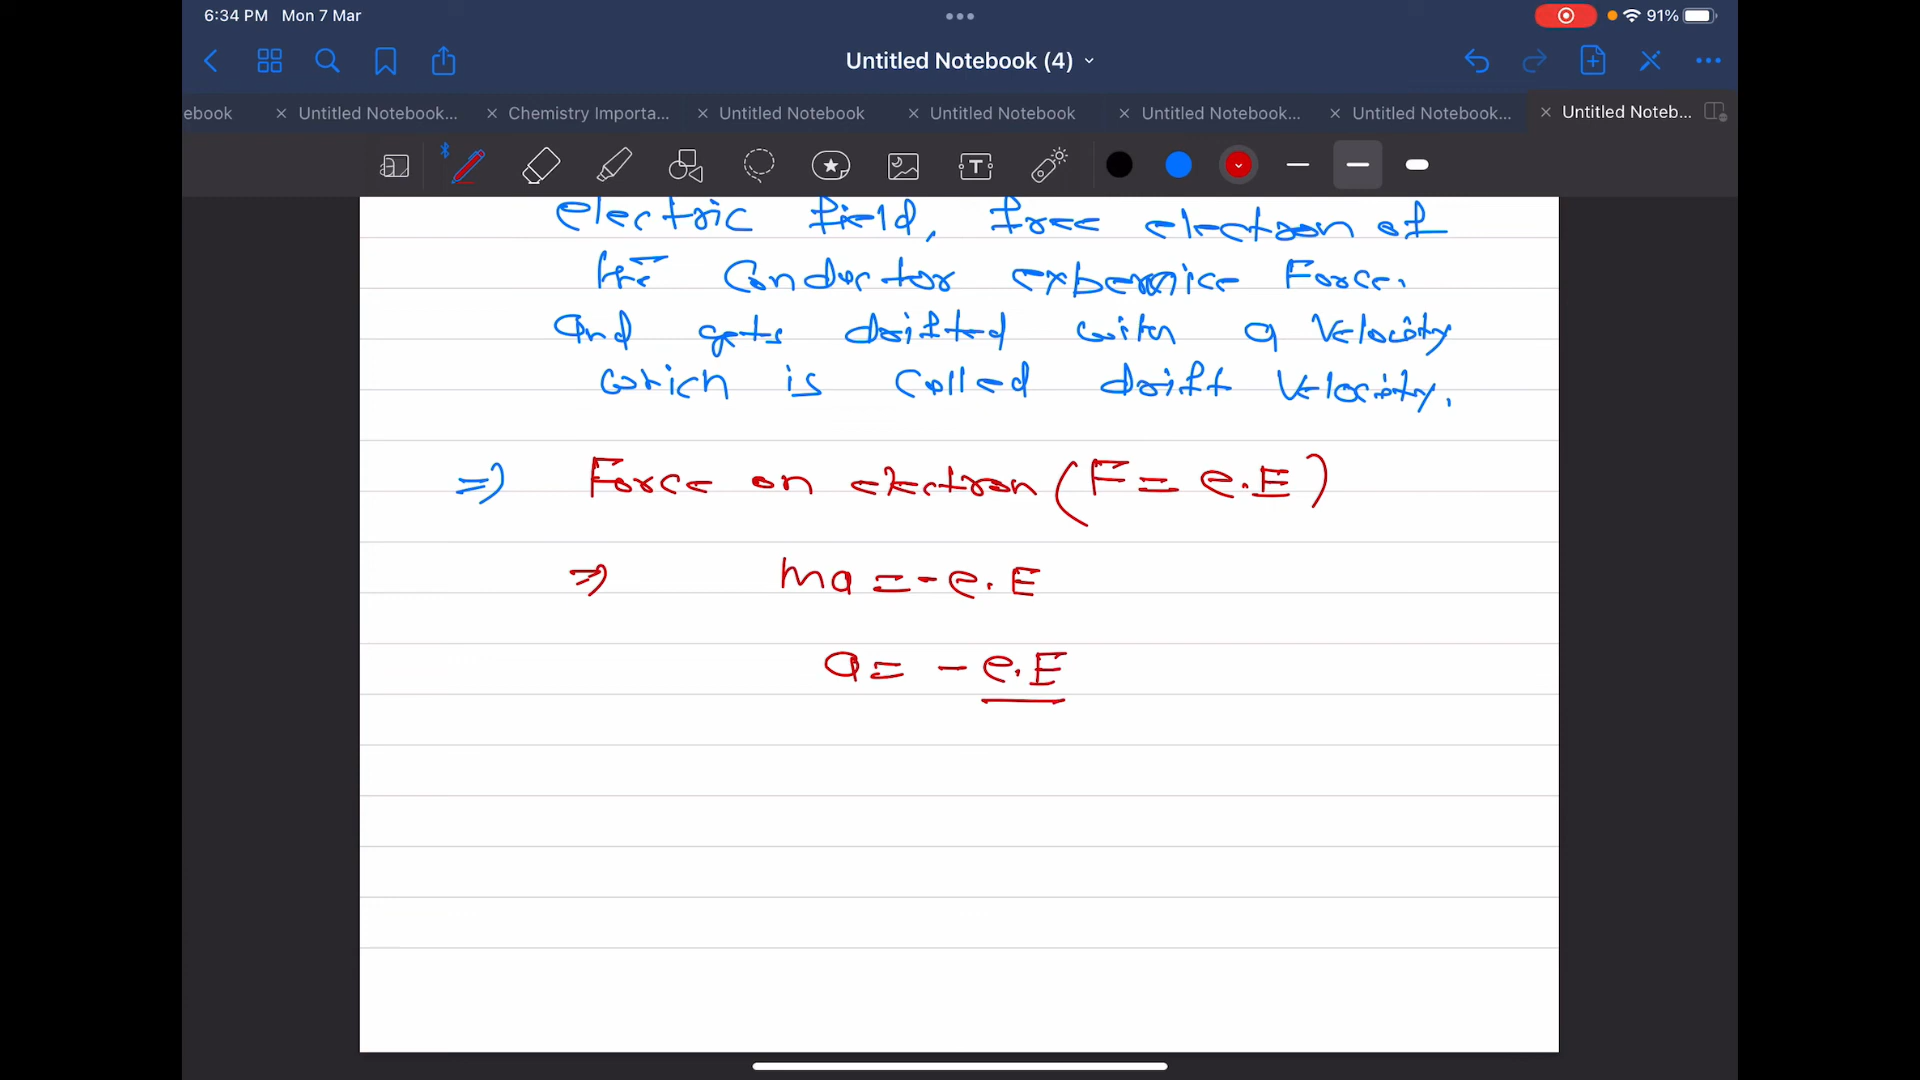 6:34 PM Mon 7 Mar 91%
Untitled Notebook (4)
ebook × Untitled Notebook... × Chemistry Importa... × Untitled Notebook × Untitled Notebook × Untitled Notebook... × Untitled Notebook... × Untitled Noteb...
electric field, free electron of
the Conductor expernice Force.
and gets drifted with a velocity
which is called drift velocity.
⇒ Force on electron (F = e.E)
⇒ ma = - e.E
a = - e.E